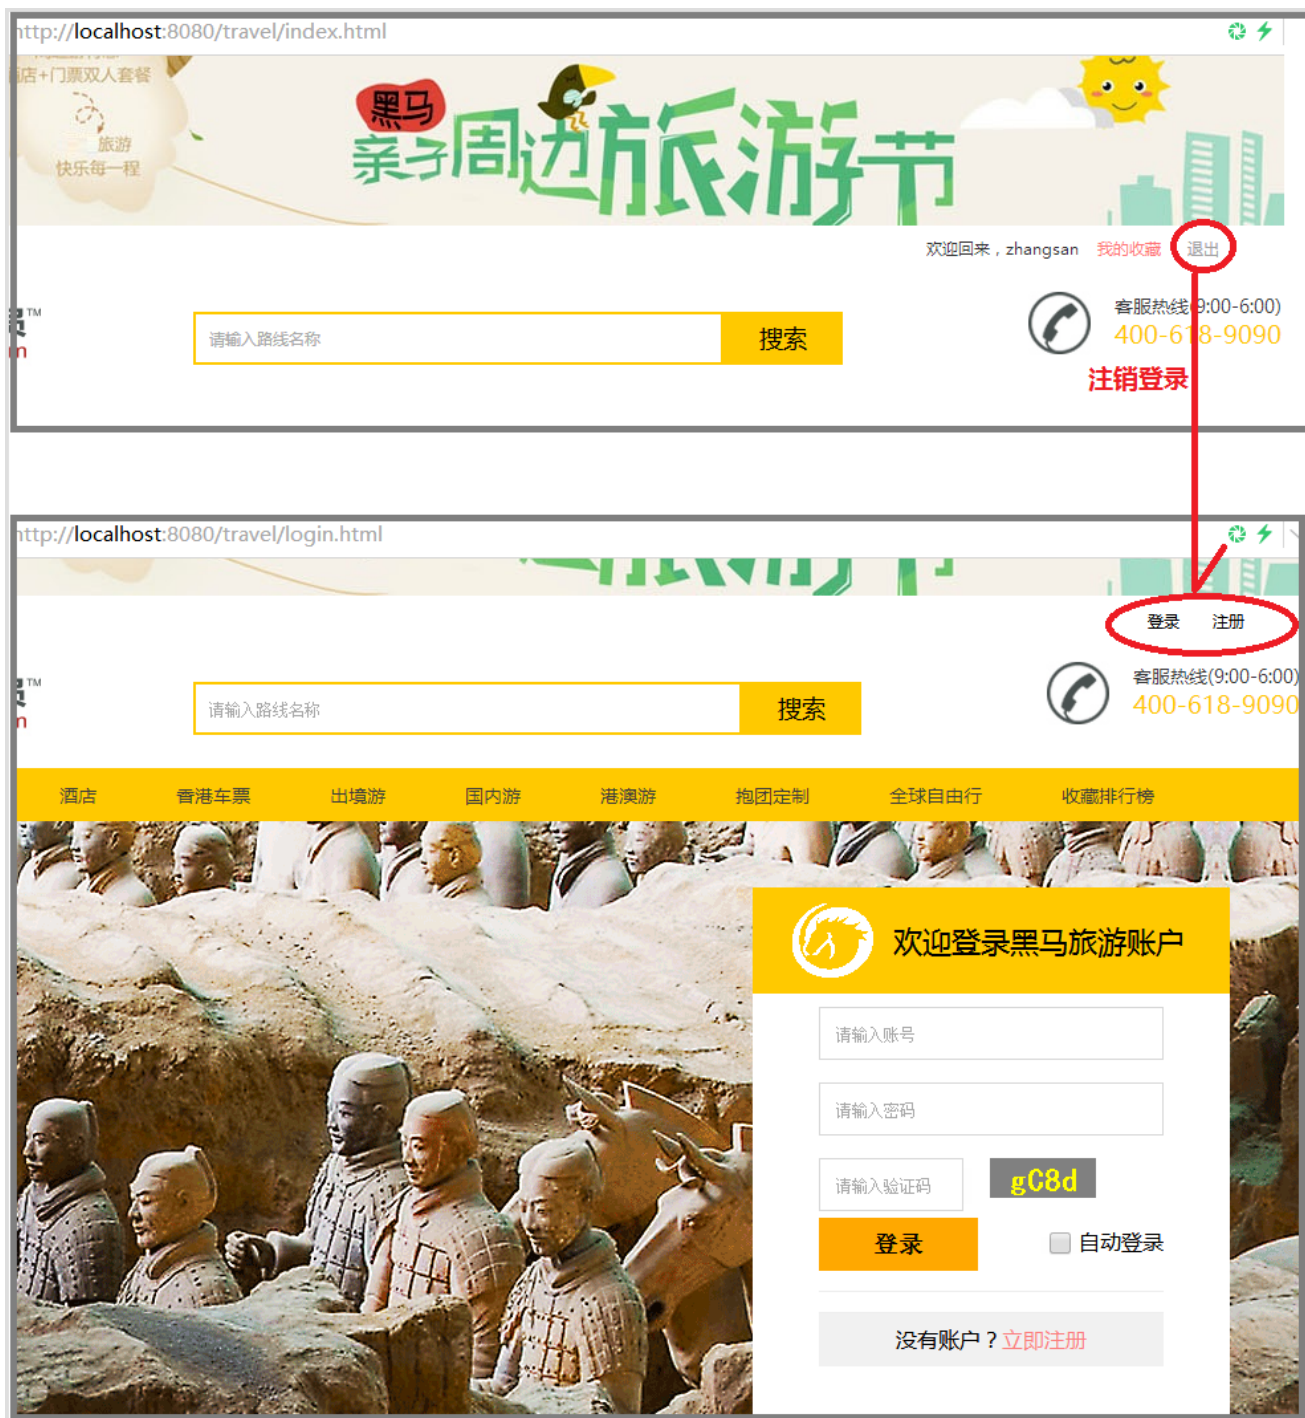 http://localhost:8080/travel/index.html
酒店+门票双人套餐
旅游
快乐每一程
黑马
亲子周边旅游节
欢迎回来，zhangsan 我的收藏 退出
TM
请输入路线名称 搜索
客服热线(9:00-6:00)
400-618-9090
注销登录
http://localhost:8080/travel/login.html
登录 注册
TM
请输入路线名称 搜索
客服热线(9:00-6:00)
400-618-9090
酒店 香港车票 出境游 国内游 港澳游 抱团定制 全球自由行 收藏排行榜
欢迎登录黑马旅游账户
请输入账号
请输入密码
请输入验证码 gC8d
登录 自动登录
没有账户？立即注册